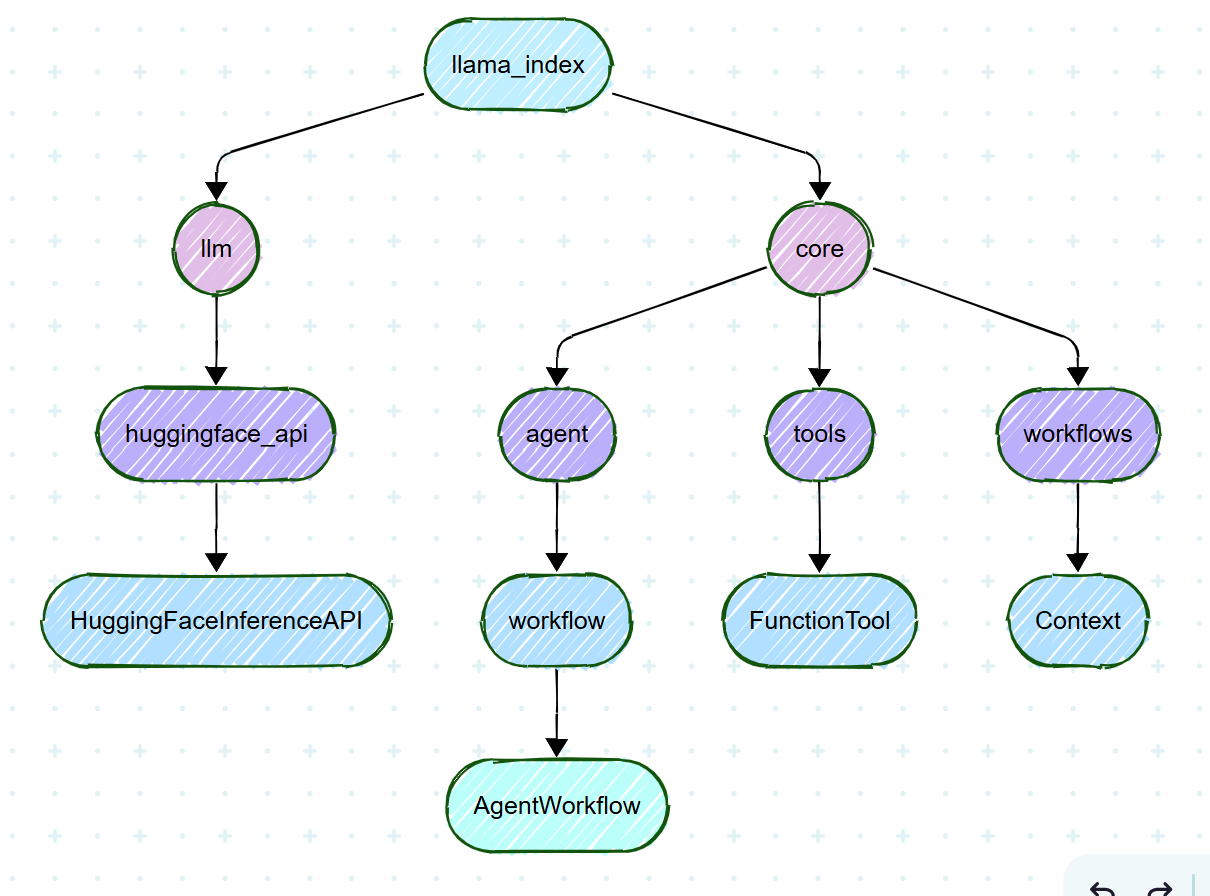 llama_index
llm
core
huggingface_api
agent
tools
workflows
HuggingFaceInferenceAPI
workflow
FunctionTool
Context
AgentWorkflow